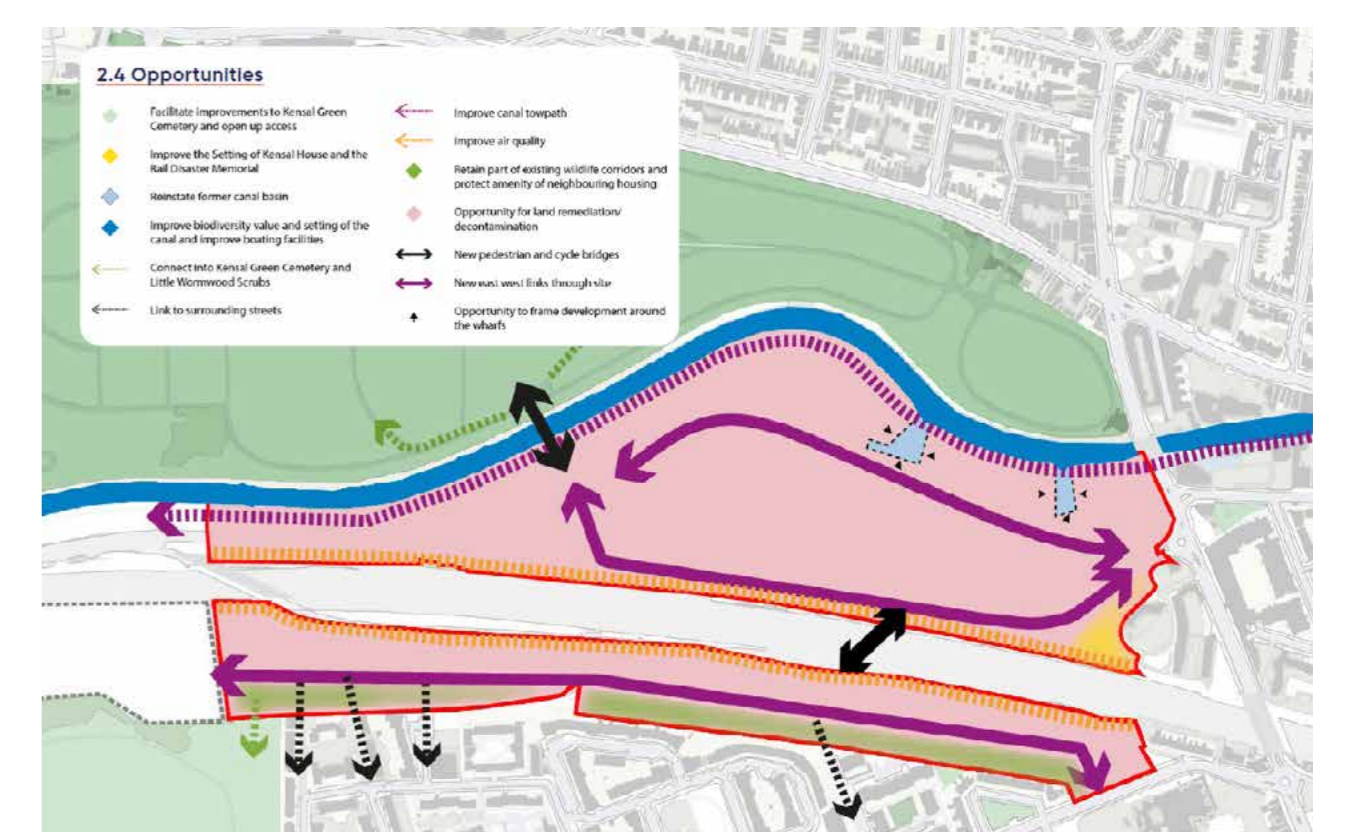 2.4 Opportunities
Facilitate improvements to Kensal Green
Cemetery and open up access
Improve the Setting of Kensal House and the
Rail Disaster Memorial
Reinstate former canal basin
Improve biodiversity value and setting of the
canal and improve boating facilities
Connect into Kensal Green Cemetery and
Little Wormwood Scrubs
Link to surrounding streets
Improve canal towpath
Improve air quality
Retain part of existing wildlife corridors and
protect amenity of neighbouring housing
Opportunity for land remediation/
decontamination
New pedestrian and cycle bridges
New east west links through site
Opportunity to frame development around
the wharfs